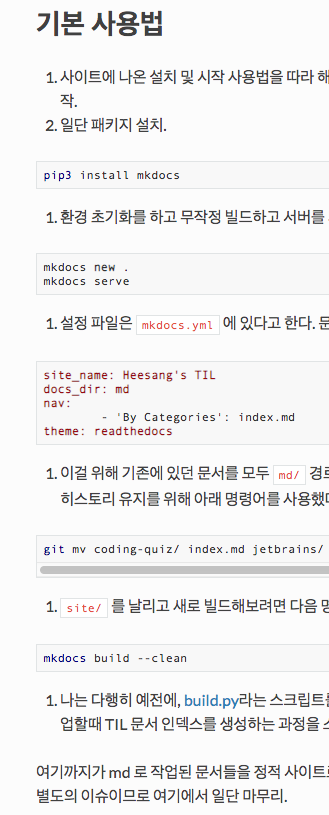 기본 사용법
1. 사이트에 나온 설치 및 시작 사용법을 따라 해
작.
2. 일단 패키지 설치.
pip3 install mkdocs
1. 환경 초기화를 하고 무작정 빌드하고 서버를
mkdocs new .
mkdocs serve
1. 설정 파일은 mkdocs.yml 에 있다고 한다. 문
site_name: Heesang's TIL
docs_dir: md
nav:
- 'By Categories': index.md
theme: readthedocs
1. 이걸 위해 기존에 있던 문서를 모두 md/ 경로
히스토리 유지를 위해 아래 명령어를 사용했다
git mv coding-quiz/ index.md jetbrains/
1. site/ 를 날리고 새로 빌드해보려면 다음 명
mkdocs build --clean
1. 나는 다행히 예전에, build.py라는 스크립트를
업할때 TIL 문서 인덱스를 생성하는 과정을 스
여기까지가 md 로 작업된 문서들을 정적 사이트로
별도의 이슈이므로 여기에서 일단 마무리.